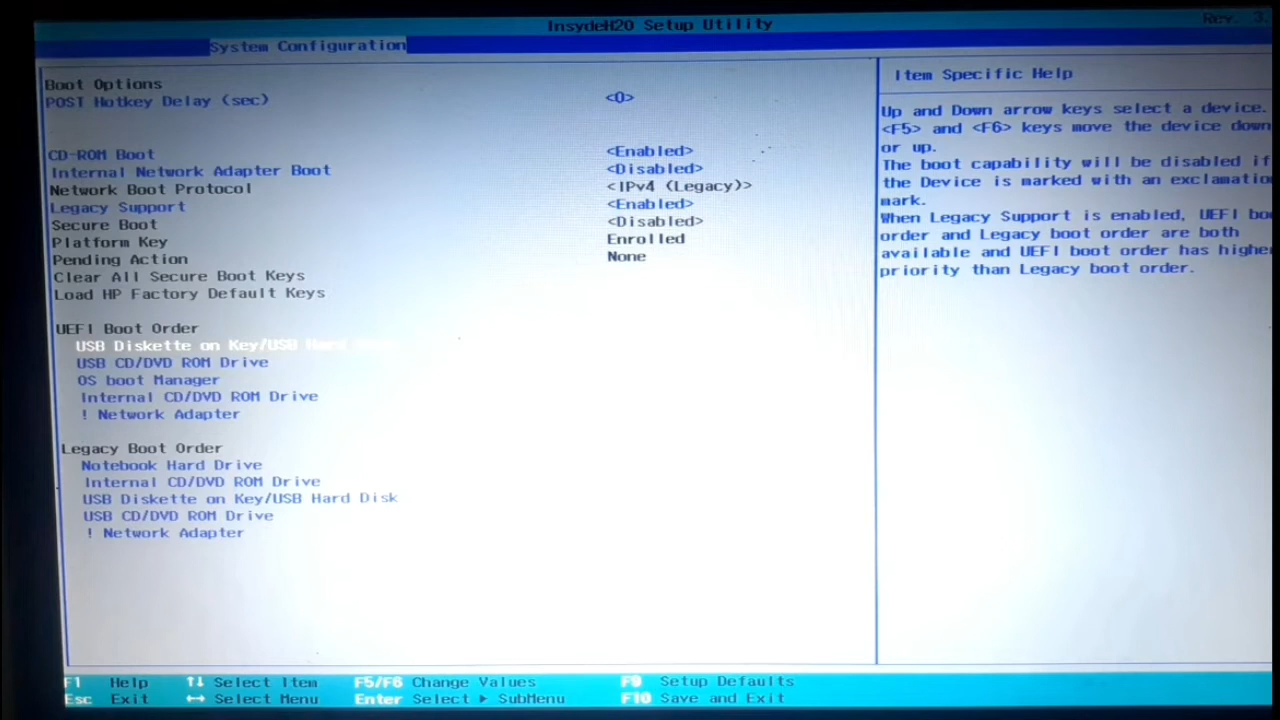 InsydeH20 Setup Utility
Rev. 3.
System Configuration
Boot Options
POST Hotkey Delay (sec) <0>
CD-ROM Boot <Enabled>
Internal Network Adapter Boot <Disabled>
Network Boot Protocol <IPv4 (Legacy)>
Legacy Support <Enabled>
Secure Boot <Disabled>
Platform Key Enrolled
Pending Action None
Clear All Secure Boot Keys
Load HP Factory Default Keys
UEFI Boot Order
USB Diskette on Key/USB Hard
USB CD/DVD ROM Drive
OS boot Manager
Internal CD/DVD ROM Drive
! Network Adapter
Legacy Boot Order
Notebook Hard Drive
Internal CD/DVD ROM Drive
USB Diskette on Key/USB Hard Disk
USB CD/DVD ROM Drive
! Network Adapter
Item Specific Help
Up and Down arrow keys select a device.
<F5> and <F6> keys move the device down
or up.
The boot capability will be disabled if
the Device is marked with an exclamatio
mark.
When Legacy Support is enabled, UEFI bo
order and Legacy boot order are both
available and UEFI boot order has highe
priority than Legacy boot order.
F1 Help ↑↓ Select Item F5/F6 Change Values F9 Setup Defaults
Esc Exit ↔ Select Menu Enter Select ▶ SubMenu F10 Save and Exit